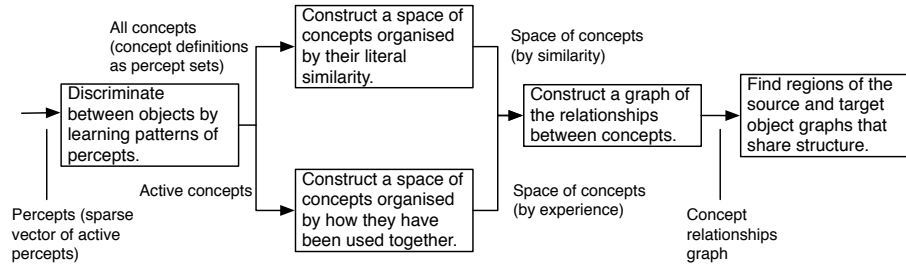 All concepts
(concept definitions
as percept sets)
Construct a space of
concepts organised
by their literal
similarity.
Space of concepts
(by similarity)
Discriminate
between objects by
learning patterns of
percepts.
Construct a graph of
the relationships
between concepts.
Find regions of the
source and target
object graphs that
share structure.
Active concepts
Construct a space of
concepts organised
by how they have
been used together.
Space of concepts
(by experience)
Percepts (sparse
vector of active
percepts)
Concept
relationships
graph